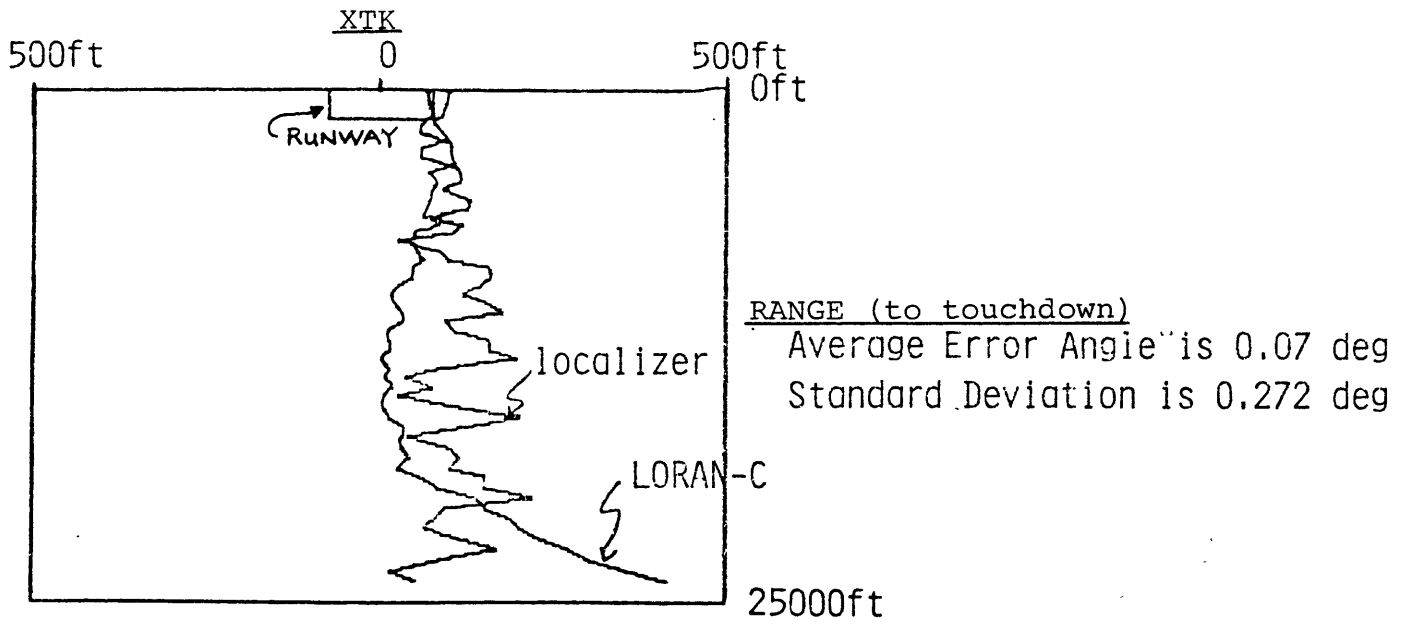 XTK
500ft 0 500ft
0ft
RUNWAY
RANGE (to touchdown)
Average Error Angle is 0.07 deg
localizer
Standard Deviation is 0.272 deg
LORAN-C
25000ft